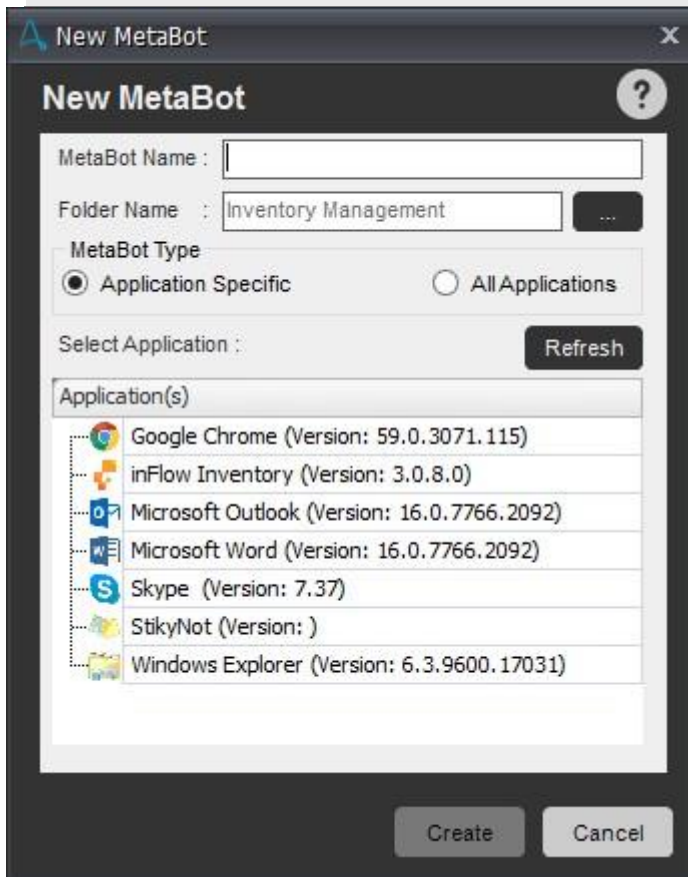 New MetaBot
x
New MetaBot
?
MetaBot Name :
Folder Name : Inventory Management ...
MetaBot Type
Application Specific All Applications
Select Application : Refresh
Application(s)
Google Chrome (Version: 59.0.3071.115)
inFlow Inventory (Version: 3.0.8.0)
Microsoft Outlook (Version: 16.0.7766.2092)
Microsoft Word (Version: 16.0.7766.2092)
Skype (Version: 7.37)
StikyNot (Version: )
Windows Explorer (Version: 6.3.9600.17031)
Create Cancel